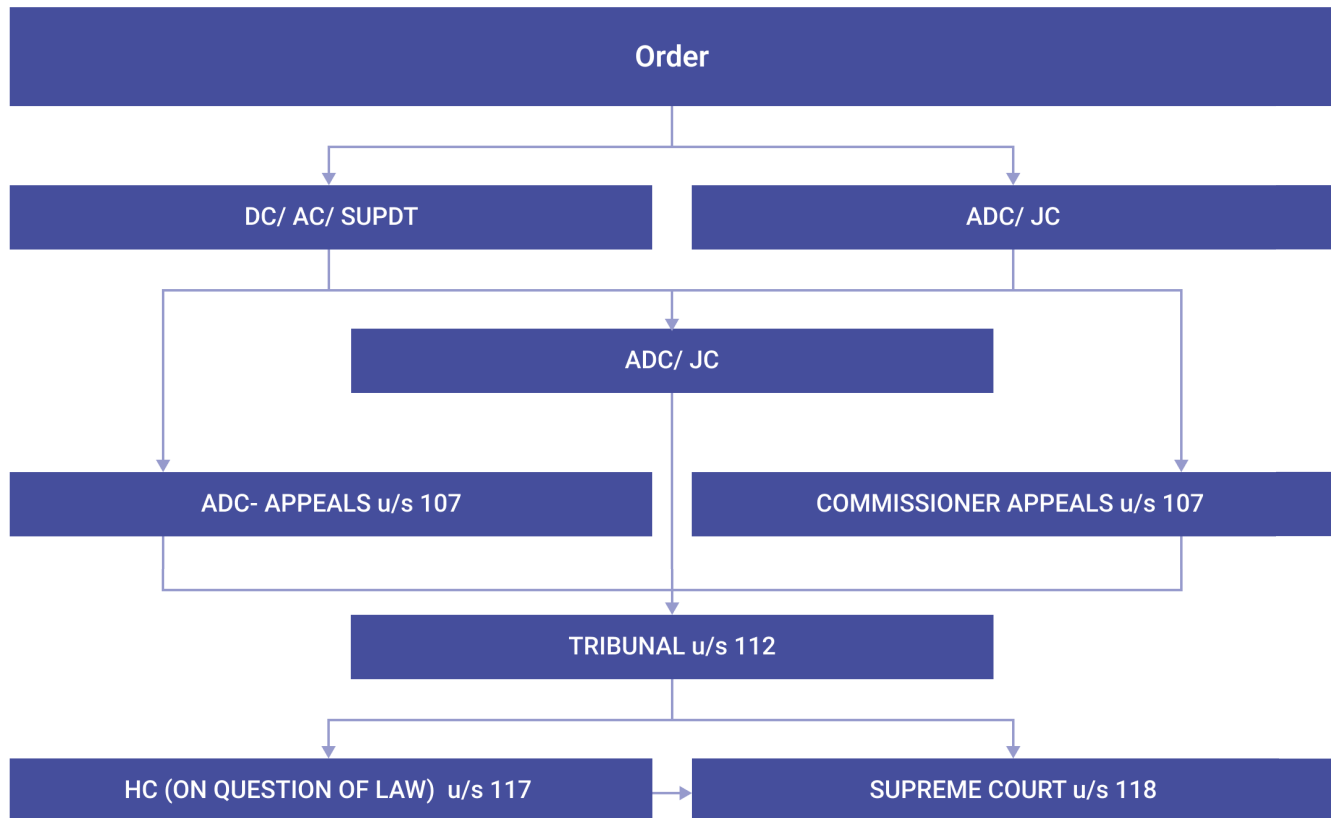 Order
DC/ AC/ SUPDT
ADC/ JC
ADC/ JC
ADC- APPEALS u/s 107
COMMISSIONER APPEALS u/s 107
TRIBUNAL u/s 112
HC (ON QUESTION OF LAW) u/s 117
SUPREME COURT u/s 118